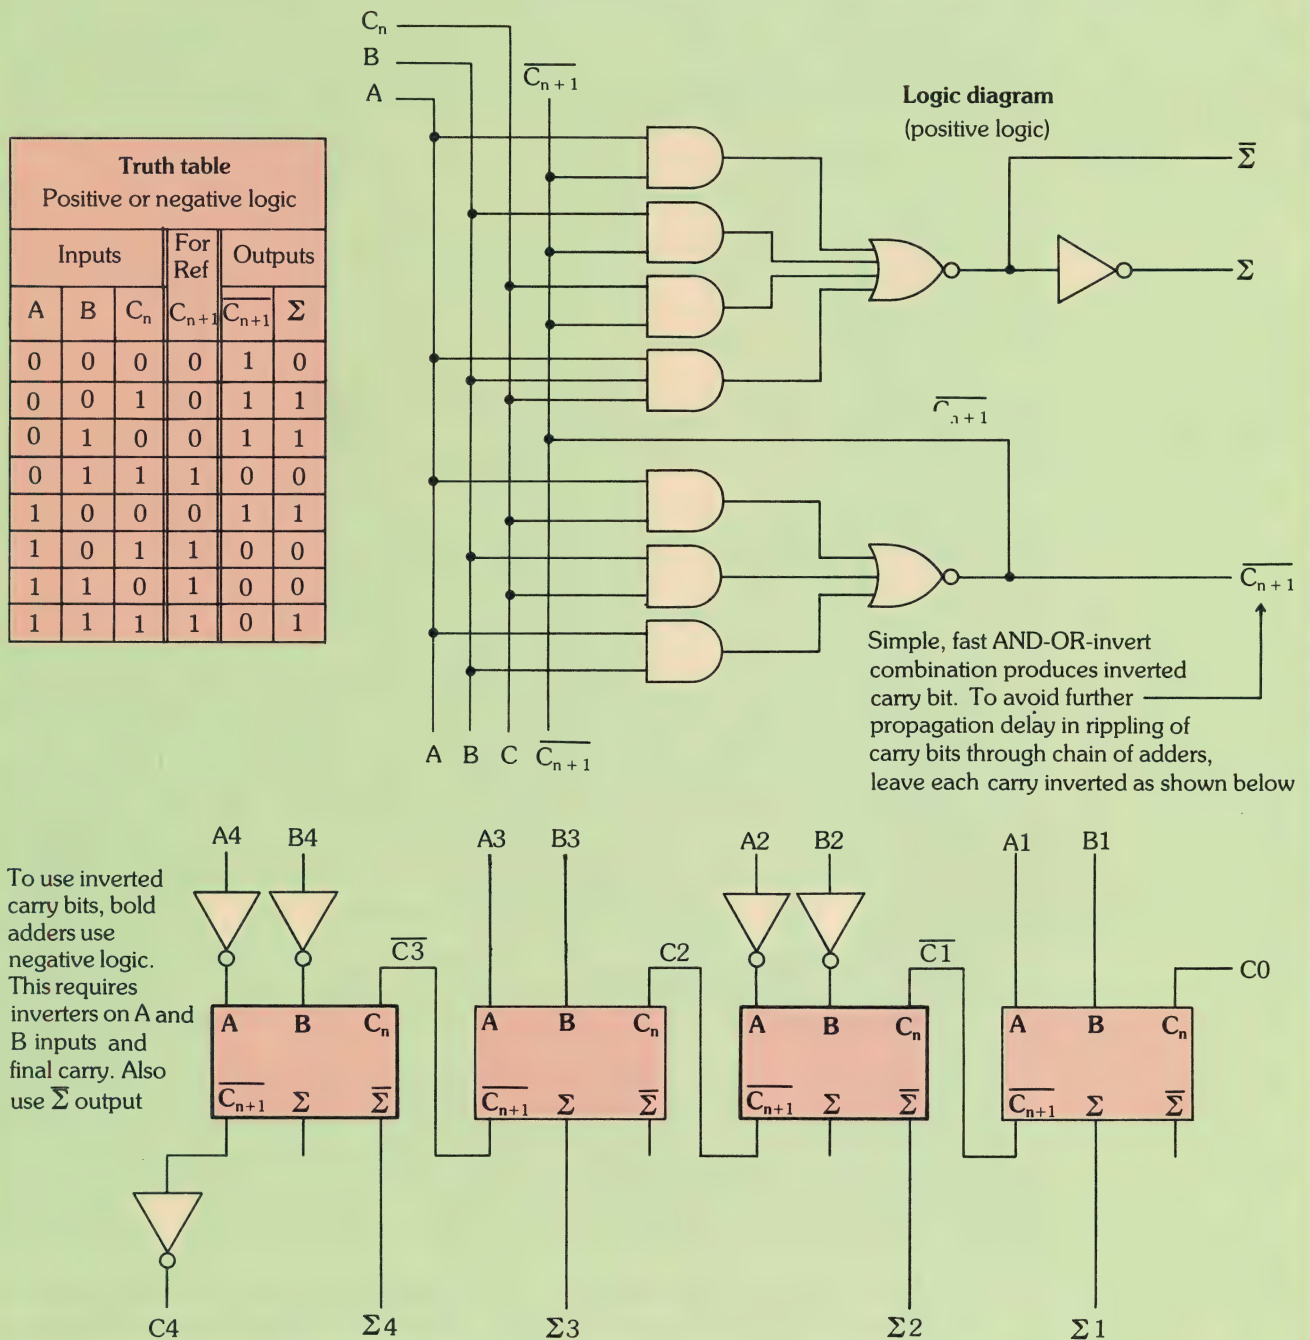 Cₙ
B
A
C̅ₙ₊₁
Logic diagram
(positive logic)
Σ̅
Σ
Truth table
Positive or negative logic
Inputs For Ref Outputs
A B Cₙ Cₙ₊₁ C̅ₙ₊₁ Σ
0 0 0 0 1 0
0 0 1 0 1 1
0 1 0 0 1 1
0 1 1 1 0 0
1 0 0 0 1 1
1 0 1 1 0 0
1 1 0 1 0 0
1 1 1 1 0 1
C̅ₙ₊₁
C̅ₙ₊₁
A B C C̅ₙ₊₁
Simple, fast AND-OR-invert
combination produces inverted
carry bit. To avoid further
propagation delay in rippling of
carry bits through chain of adders,
leave each carry inverted as shown below
To use inverted
carry bits, bold
adders use
negative logic.
This requires
inverters on A and
B inputs and
final carry. Also
use Σ̅ output
A4 B4 A3 B3 A2 B2 A1 B1
C̅3̅ C2 C̅1̅ C0
A B Cₙ A B Cₙ A B Cₙ A B Cₙ
C̅ₙ₊₁ Σ Σ̅ C̅ₙ₊₁ Σ Σ̅ C̅ₙ₊₁ Σ Σ̅ C̅ₙ₊₁ Σ Σ̅
C4 Σ4 Σ3 Σ2 Σ1